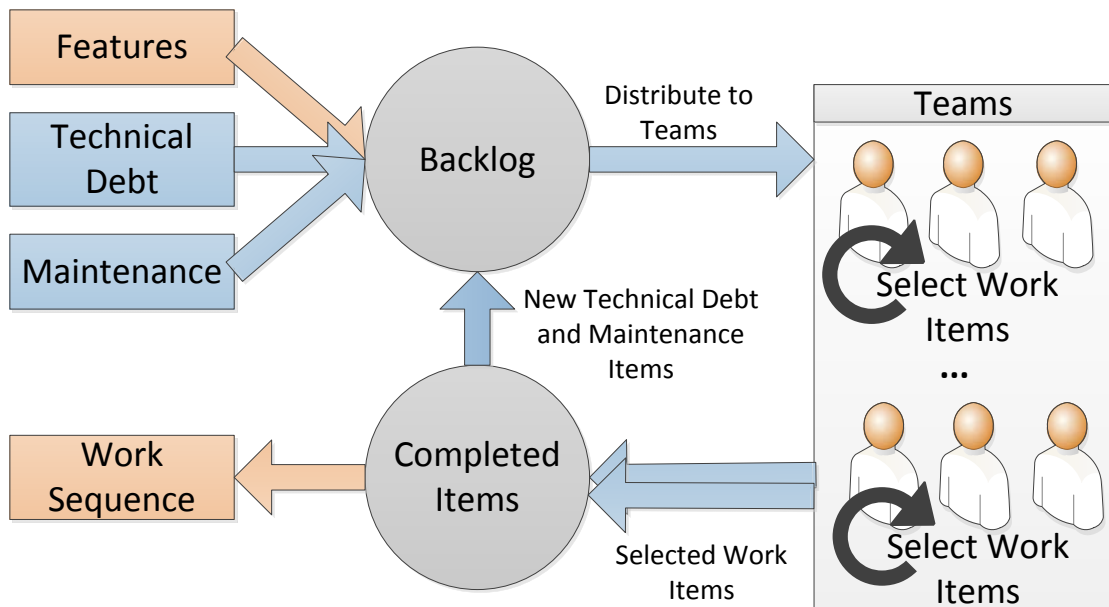 Features
Technical
Debt
Maintenance
Backlog
Distribute to
Teams
Teams
Select Work
Items
...
Select Work
Items
New Technical Debt
and Maintenance
Items
Completed
Items
Selected Work
Items
Work
Sequence